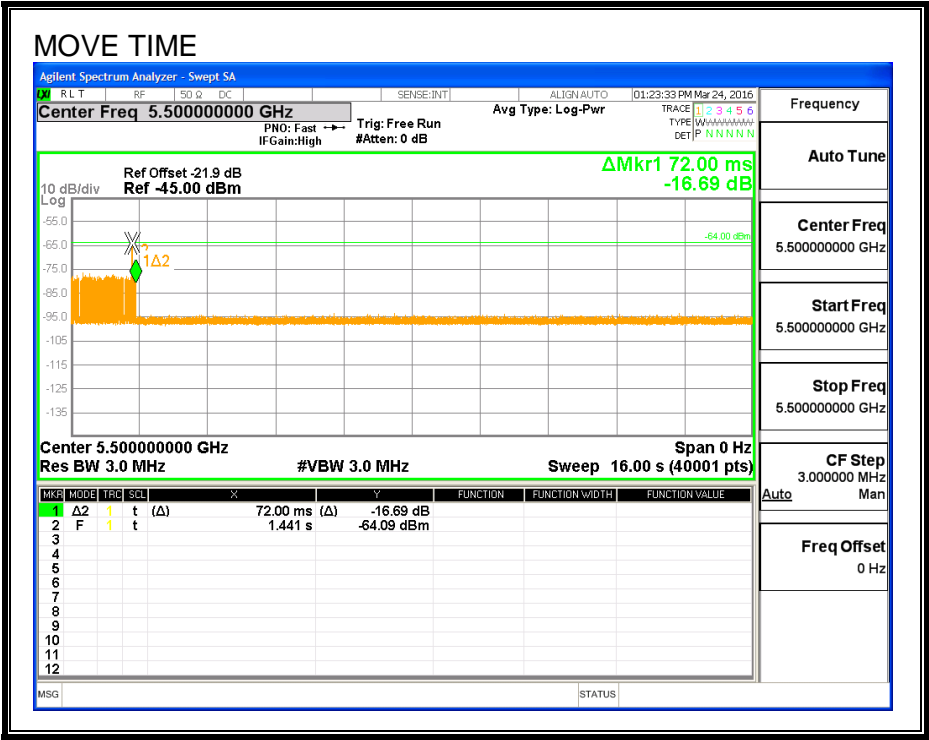 MOVE TIME
Agilent Spectrum Analyzer - Swept SA
LXI RLT RF 50 Ω DC SENSE:INT ALIGN AUTO 01:23:33 PM Mar 24, 2016
Center Freq 5.500000000 GHz
PNO: Fast
IFGain:High
Trig: Free Run
#Atten: 0 dB
Avg Type: Log-Pwr
TRACE 1 2 3 4 5 6
TYPE WWWWWW
DET P N N N N N
ΔMkr1 72.00 ms
-16.69 dB
Ref Offset -21.9 dB
10 dB/div Ref -45.00 dBm
Log
-55.0
-64.00 dBm
-65.0
1Δ2
-75.0
-85.0
-95.0
-105
-115
-125
-135
Center 5.500000000 GHz Span 0 Hz
Res BW 3.0 MHz #VBW 3.0 MHz Sweep 16.00 s (40001 pts)
MKR MODE TRC SCL X Y FUNCTION FUNCTION WIDTH FUNCTION VALUE
1 Δ2 1 t (Δ) 72.00 ms (Δ) -16.69 dB
2 F 1 t 1.441 s -64.09 dBm
3
4
5
6
7
8
9
10
11
12
MSG STATUS
Frequency
Auto Tune
Center Freq
5.500000000 GHz
Start Freq
5.500000000 GHz
Stop Freq
5.500000000 GHz
CF Step
3.000000 MHz
Auto Man
Freq Offset
0 Hz